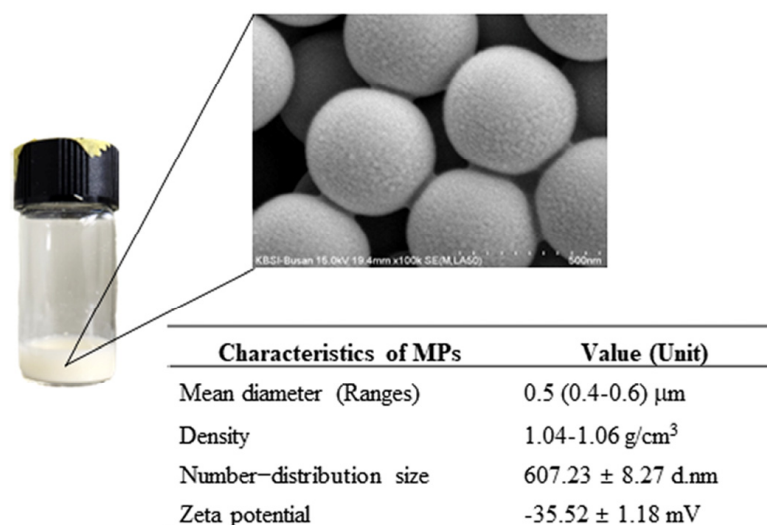 KBSI-Busan 15.0kV 19.4mm x100k SE(M,LA50) 500nm
Characteristics of MPs Value (Unit)
Mean diameter (Ranges) 0.5 (0.4-0.6) μm
Density 1.04-1.06 g/cm³
Number−distribution size 607.23 ± 8.27 d.nm
Zeta potential -35.52 ± 1.18 mV